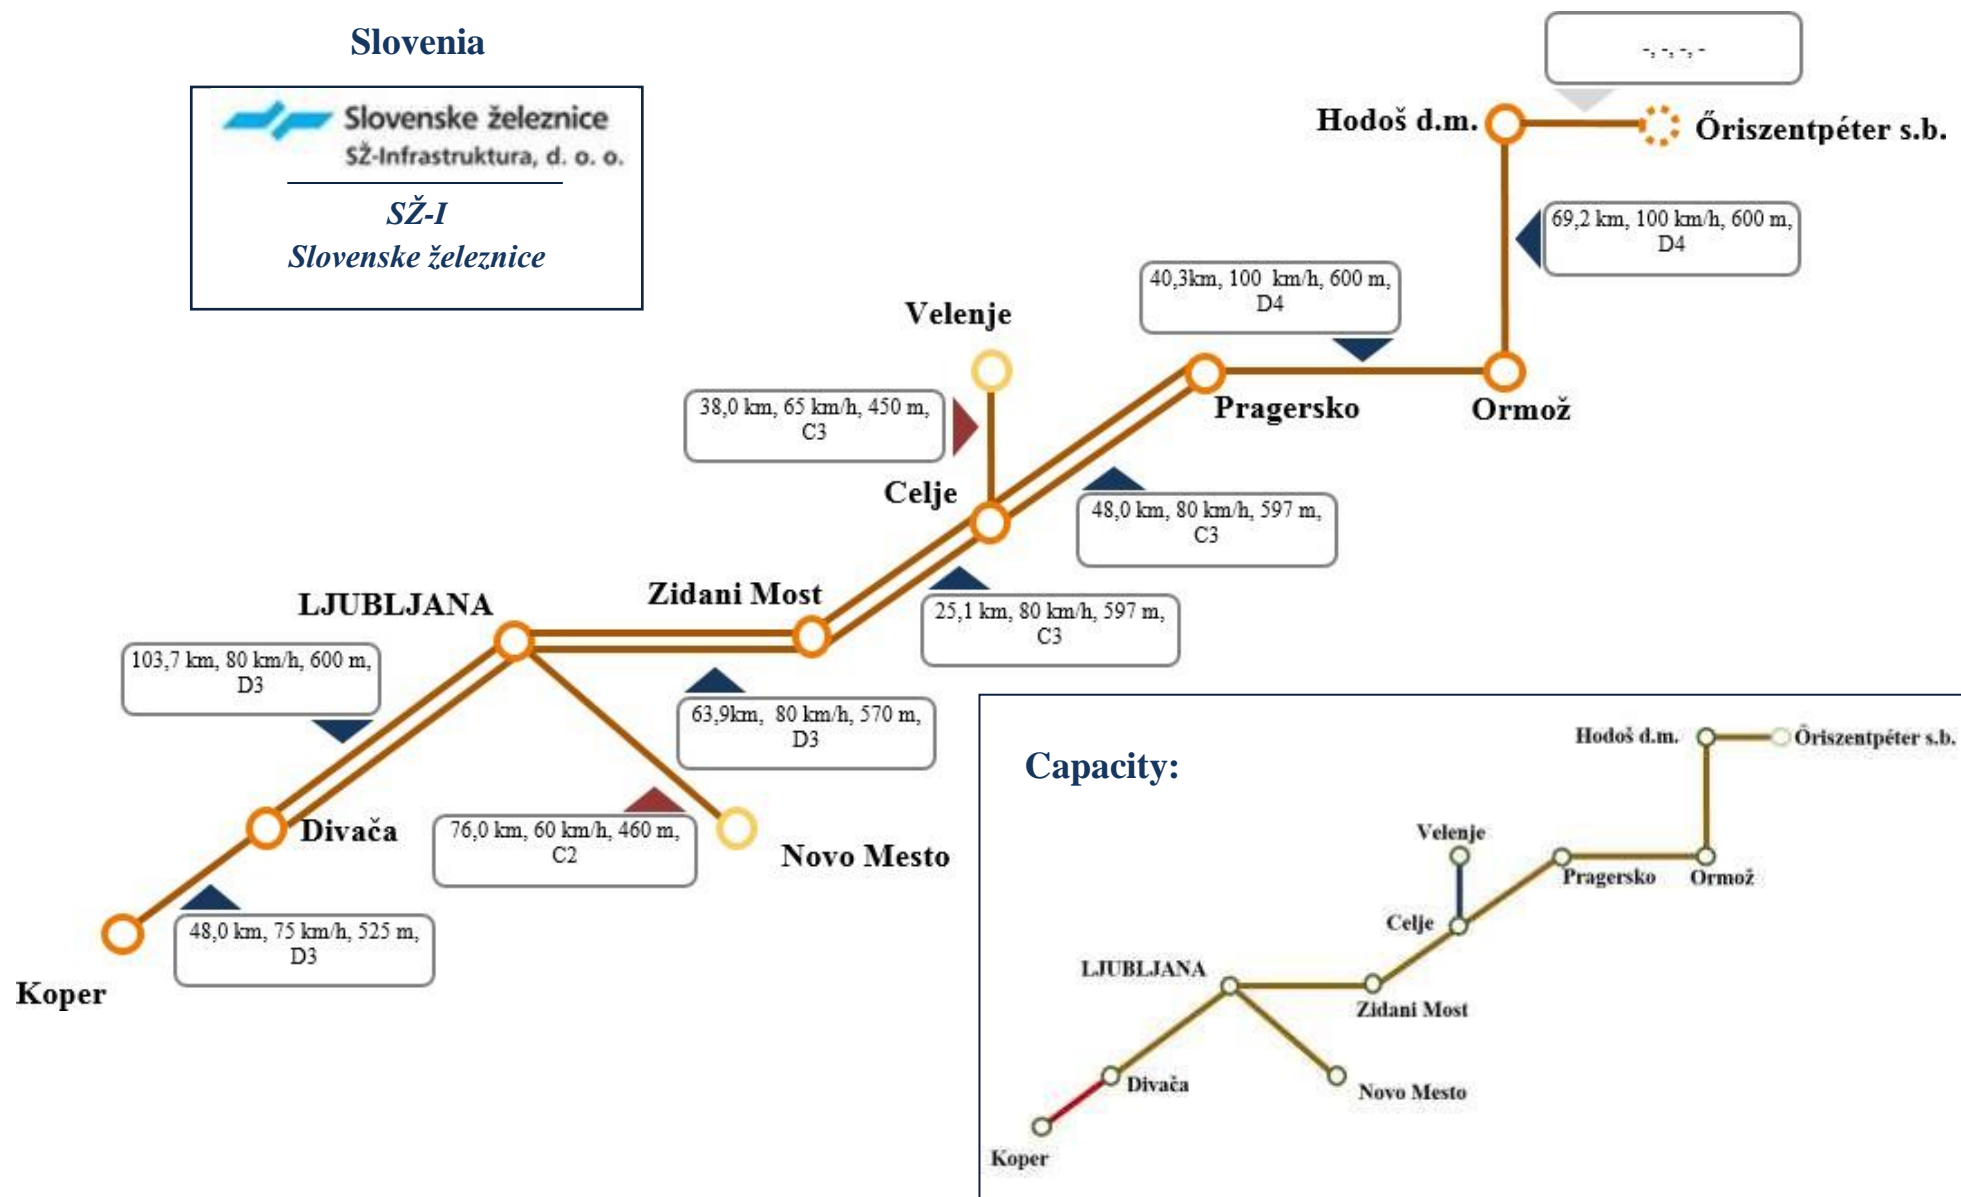 Slovenia
Slovenske železnice
SŽ-Infrastruktura, d. o. o.
SŽ-I
Slovenske železnice
-, -, -, -
Hodoš d.m.
Őriszentpéter s.b.
69,2 km, 100 km/h, 600 m,
D4
40,3km, 100  km/h, 600 m,
D4
Velenje
Pragersko
Ormož
38,0 km, 65 km/h, 450 m,
C3
Celje
48,0 km, 80 km/h, 597 m,
C3
Zidani Most
LJUBLJANA
25,1 km, 80 km/h, 597 m,
C3
103,7 km, 80 km/h, 600 m,
D3
63,9km,  80 km/h, 570 m,
D3
Divača
76,0 km, 60 km/h, 460 m,
C2
Novo Mesto
48,0 km, 75 km/h, 525 m,
D3
Koper
Capacity:
Hodoš d.m.
Őriszentpéter s.b.
Velenje
Pragersko
Ormož
Celje
LJUBLJANA
Zidani Most
Divača
Novo Mesto
Koper